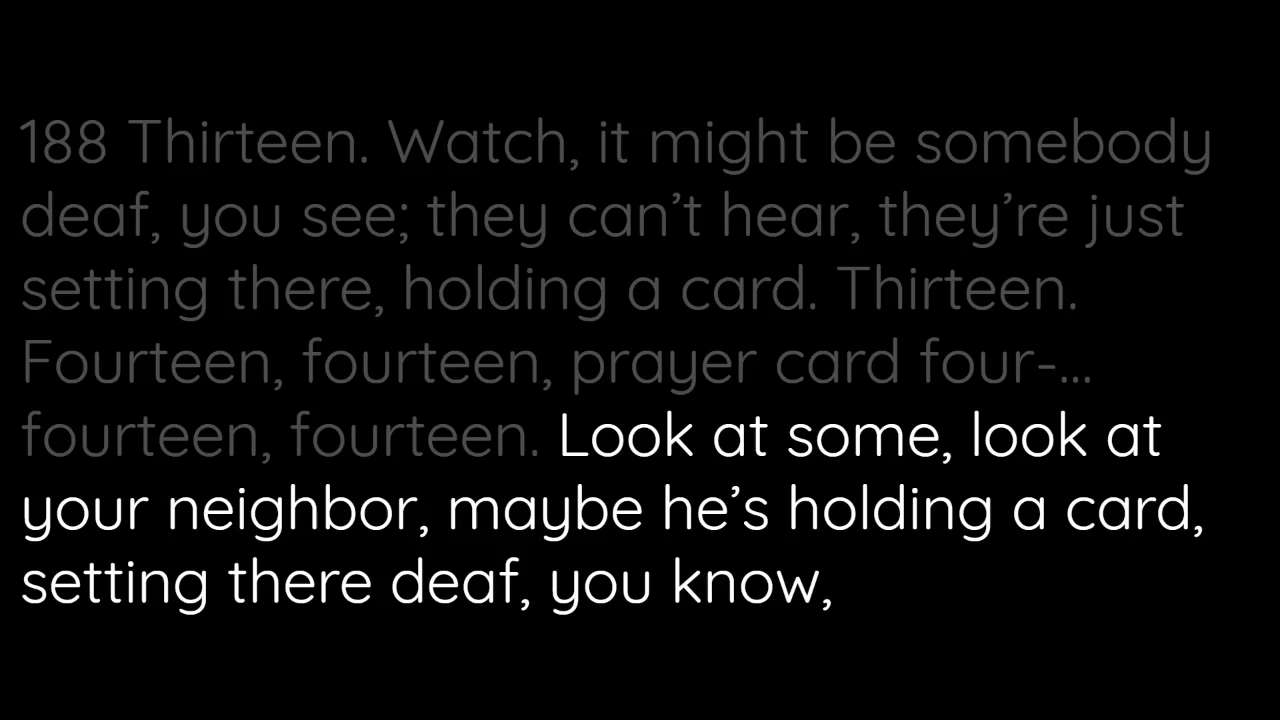 188 Thirteen. Watch, it might be somebody
deaf, you see; they can’t hear, they’re just
setting there, holding a card. Thirteen.
Fourteen, fourteen, prayer card four-...
fourteen, fourteen. Look at some, look at
your neighbor, maybe he’s holding a card,
setting there deaf, you know,